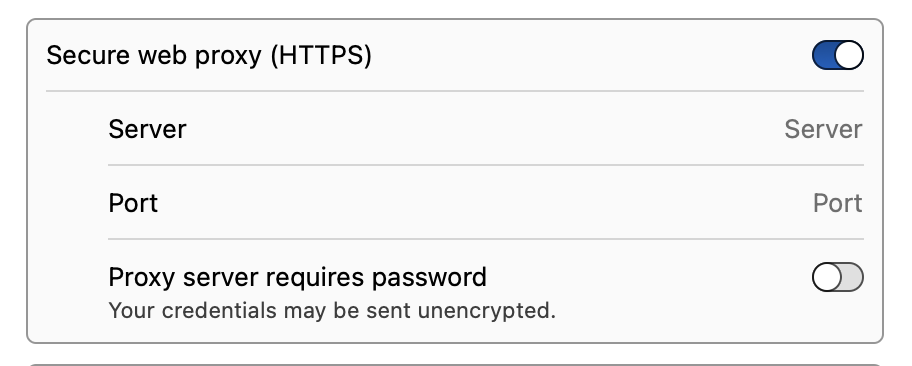 Secure web proxy (HTTPS)
Server Server
Port Port
Proxy server requires password
Your credentials may be sent unencrypted.